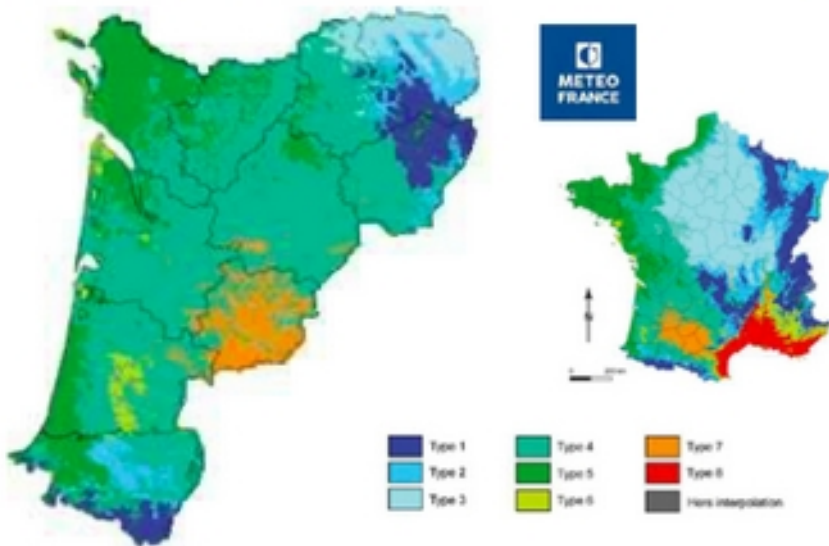 METEO
FRANCE
N
Type 1
Type 4
Type 7
Type 2
Type 5
Type 8
Type 3
Type 6
Hors interpolation